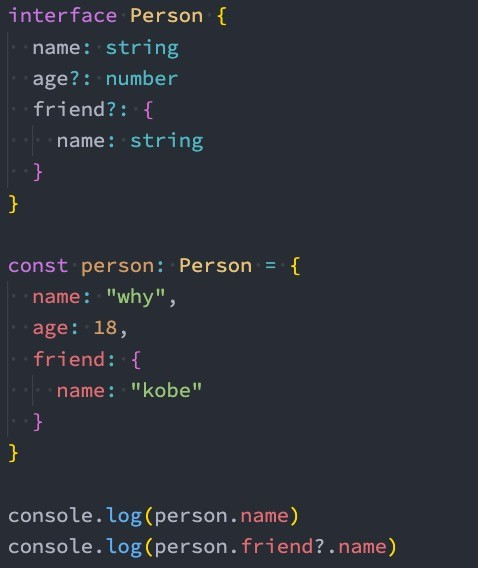 interface Person {
  name: string
  age?: number
  friend?: {
    name: string
  }
}

const person: Person = {
  name: "why",
  age: 18,
  friend: {
    name: "kobe"
  }
}

console.log(person.name)
console.log(person.friend?.name)